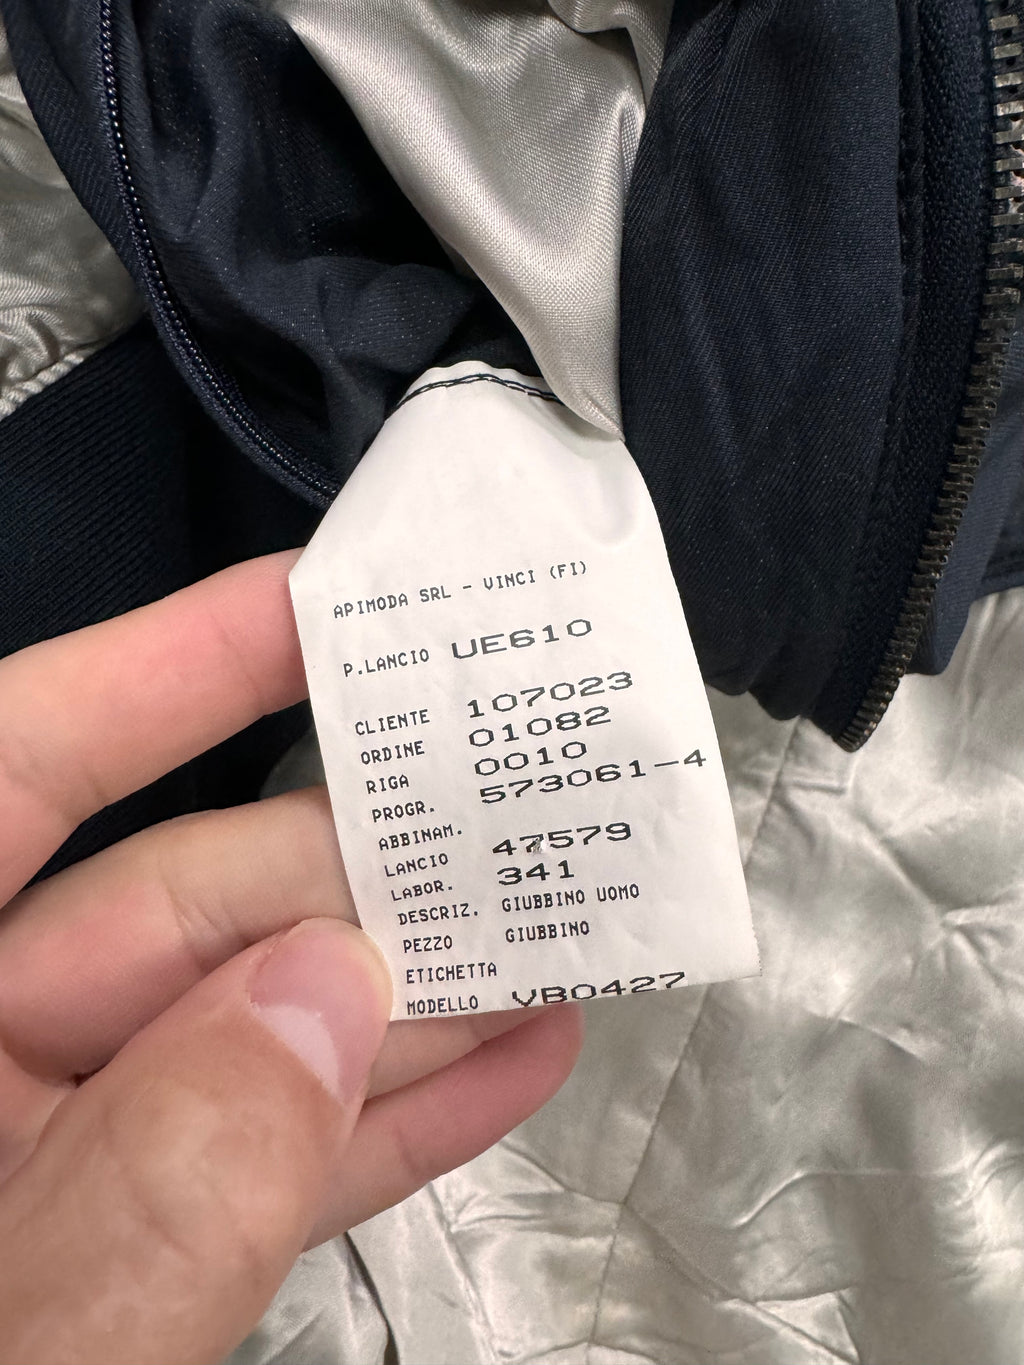 APIMODA SRL - VINCI (FI)
P.LANCIO UE610
CLIENTE 107023
ORDINE 01082
RIGA 0010
PROGR. 573061-4
ABBINAM.
LANCIO 47579
LABOR. 341
DESCRIZ. GIUBBINO UOMO
PEZZO GIUBBINO
ETICHETTA
MODELLO VB0427